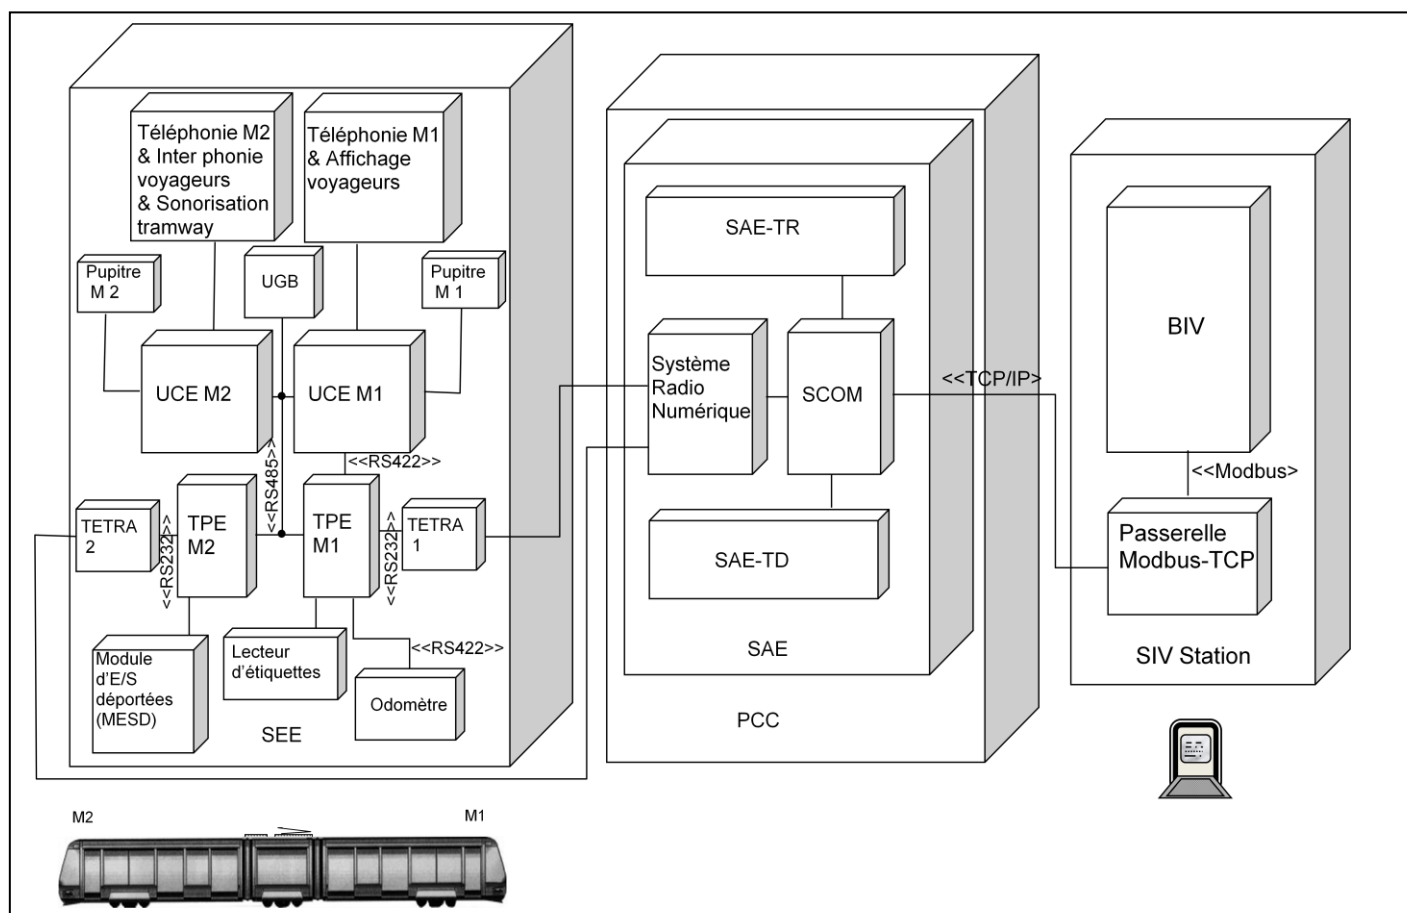 Téléphonie M2
& Inter phonie
voyageurs
& Sonorisation
tramway
Téléphonie M1
& Affichage
voyageurs
Pupitre
M 2
UGB
Pupitre
M 1
UCE M2
UCE M1
<<RS485>>
<<RS422>>
TETRA
2
<<RS232>>
TPE
M2
TPE
M1
<<RS232>>
TETRA
1
Module
d'E/S
déportées
(MESD)
Lecteur
d'étiquettes
<<RS422>>
Odomètre
SEE
SAE-TR
Système
Radio
Numérique
SCOM
SAE-TD
SAE
PCC
<<TCP/IP>
BIV
<<Modbus>
Passerelle
Modbus-TCP
SIV Station
M2
M1